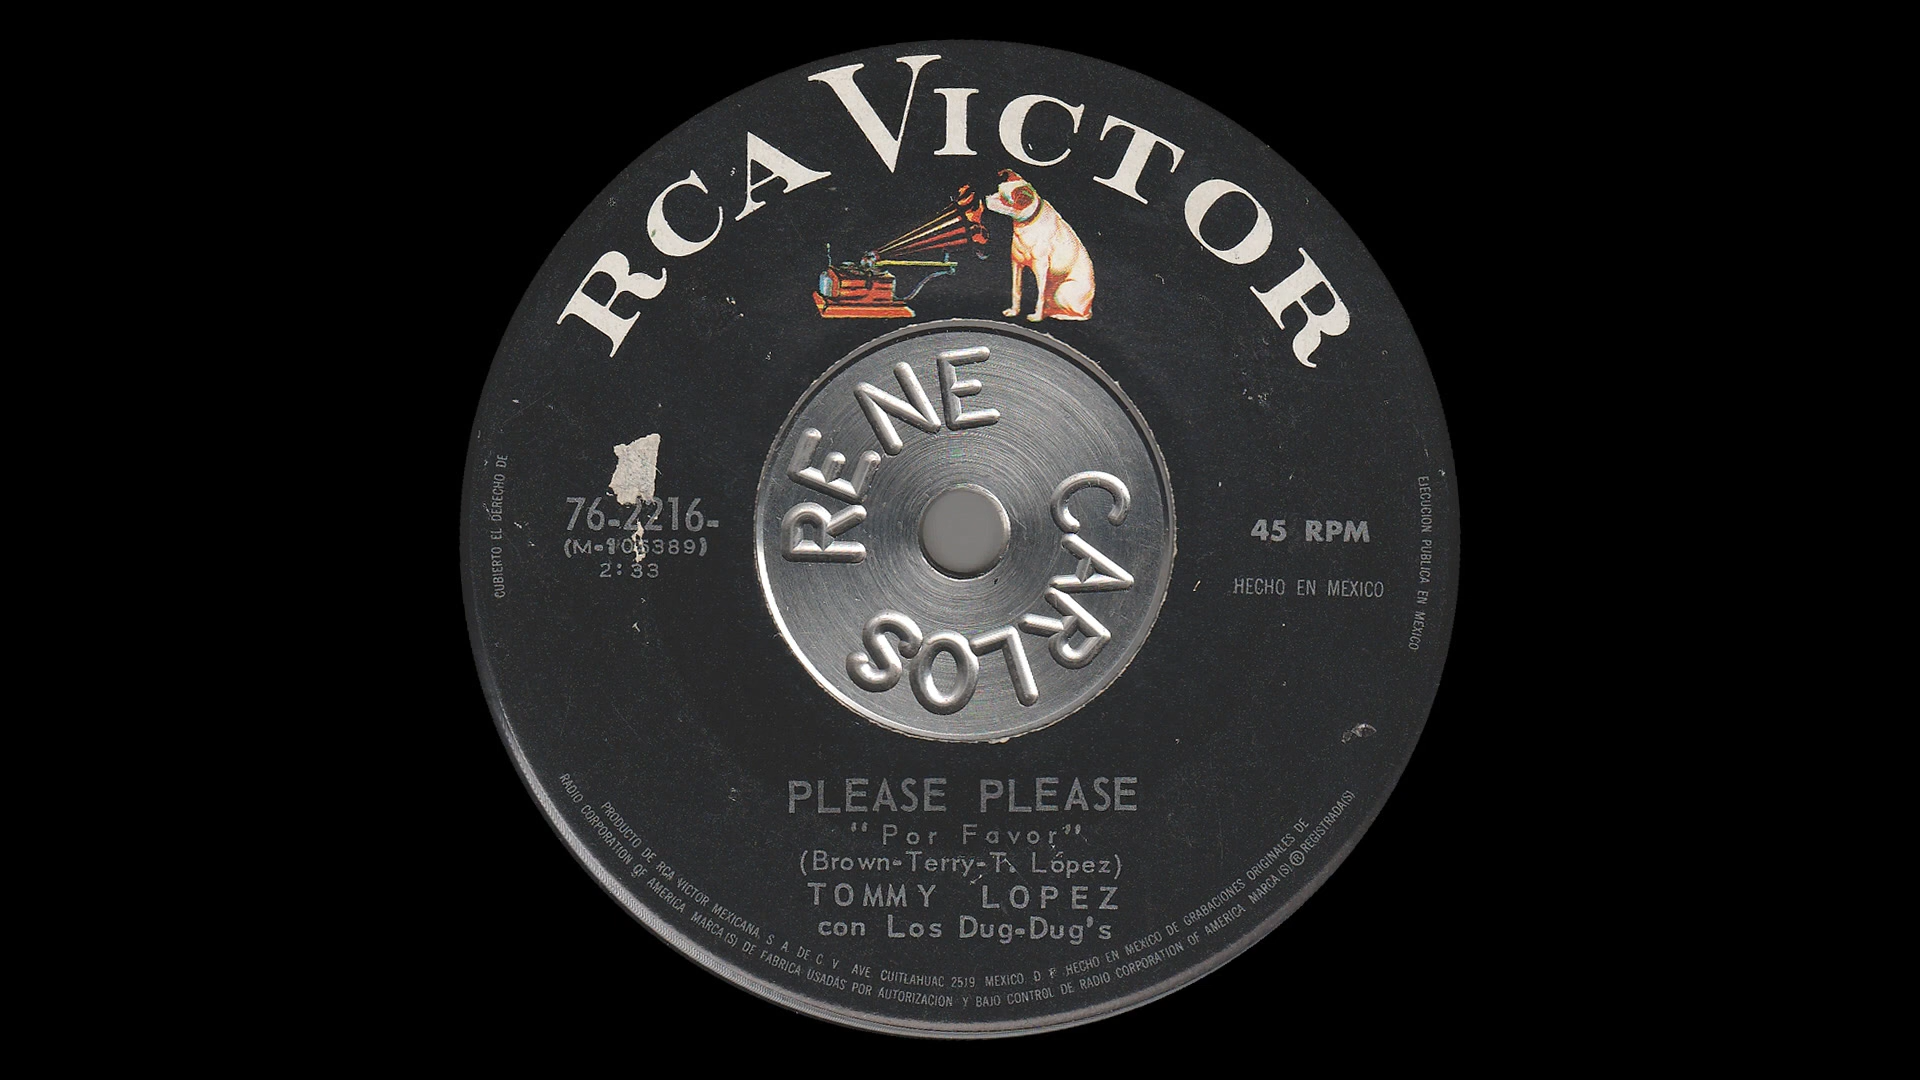 RCA VICTOR
RENE
CARLOS
76-2216-
(M-105389)
2:33
45 RPM
HECHO EN MEXICO
CUBIERTO EL DERECHO DE
EJECUCION PUBLICA EN MEXICO
PLEASE PLEASE
"Por Favor"
(Brown-Terry-T. López)
TOMMY LOPEZ
con Los Dug-Dug's
PRODUCTO DE RCA VICTOR MEXICANA, S. A. DE C. V. AVE. CUITLAHUAC 2519 MEXICO, D. F. HECHO EN MEXICO DE GRABACIONES ORIGINALES DE
RADIO CORPORATION OF AMERICA MARCA(S) DE FABRICA USADAS POR AUTORIZACION Y BAJO CONTROL DE RADIO CORPORATION OF AMERICA MARCA(S) ® REGISTRADA(S)